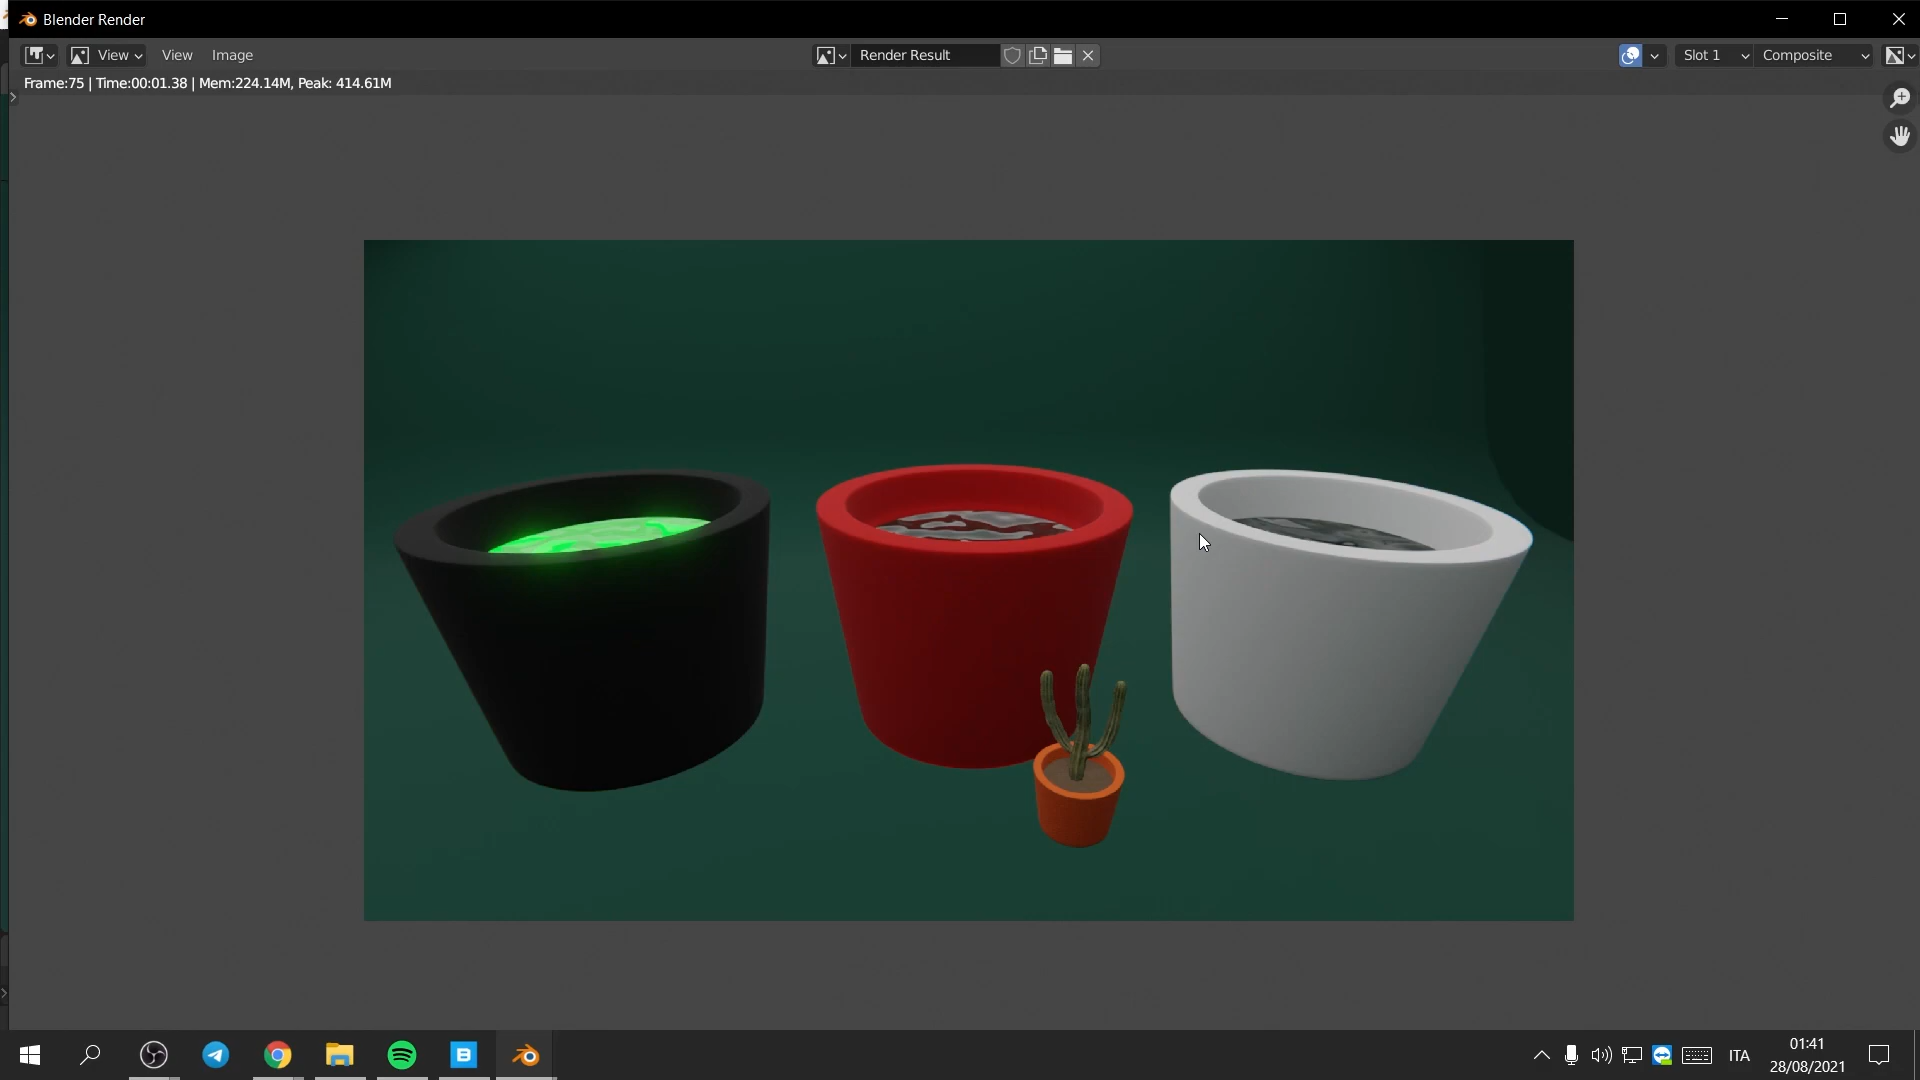 Blender Render
View View Image Render Result Slot 1 Composite
Frame:75 | Time:00:01.38 | Mem:224.14M, Peak: 414.61M
ITA
01:41
28/08/2021